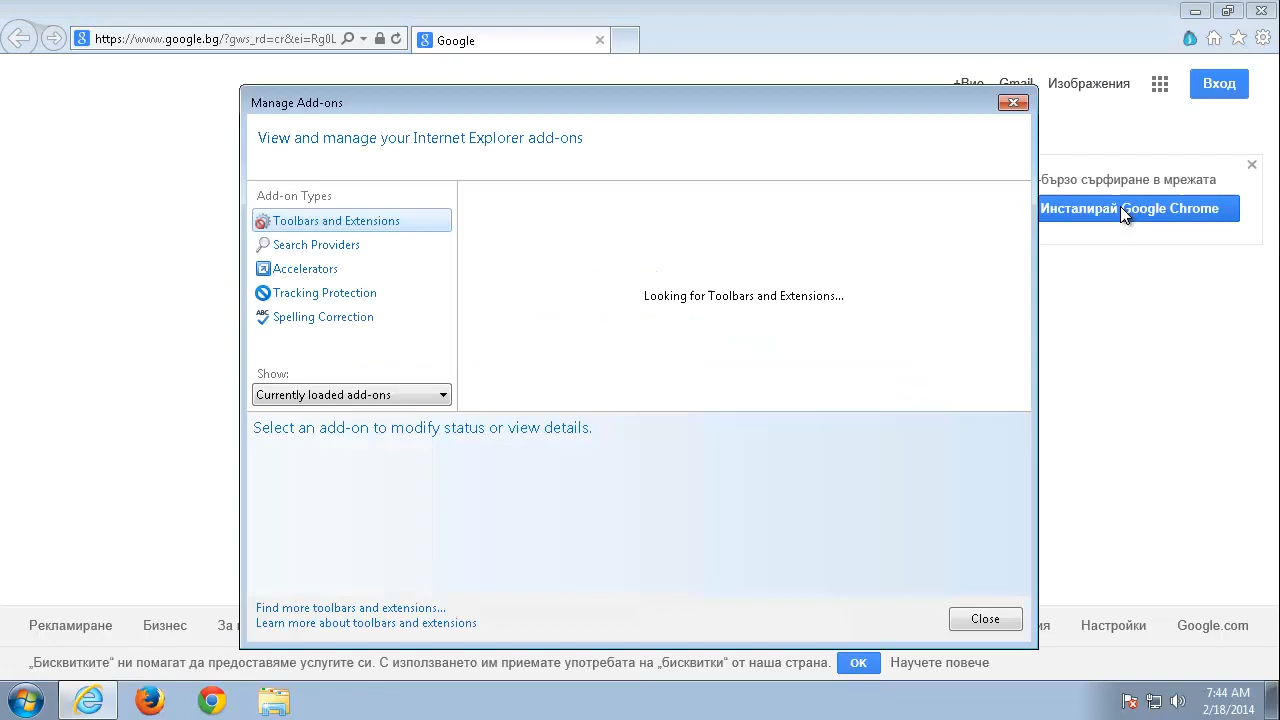 https://www.google.bg/?gws_rd=cr&ei=Rg0L
Google
Gmail Изображения Вход
Manage Add-ons
View and manage your Internet Explorer add-ons
-бързо сърфиране в мрежата
Инсталирай Google Chrome
Add-on Types
Toolbars and Extensions
Search Providers
Accelerators
Tracking Protection
ABC
Spelling Correction
Looking for Toolbars and Extensions...
Show:
Currently loaded add-ons
Select an add-on to modify status or view details.
Find more toolbars and extensions...
Learn more about toolbars and extensions
Close
Рекламиране Бизнес За Настройки Google.com
„Бисквитките“ ни помагат да предоставяме услугите си. С използването им приемате употребата на „бисквитки“ от наша страна. OK Научете повече
7:44 AM
2/18/2014